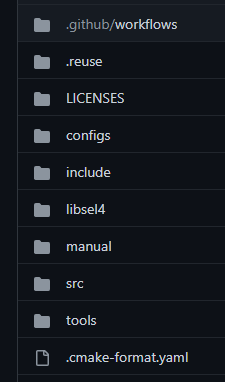 .github/workflows
.reuse
LICENSES
configs
include
libsel4
manual
src
tools
.cmake-format.yaml